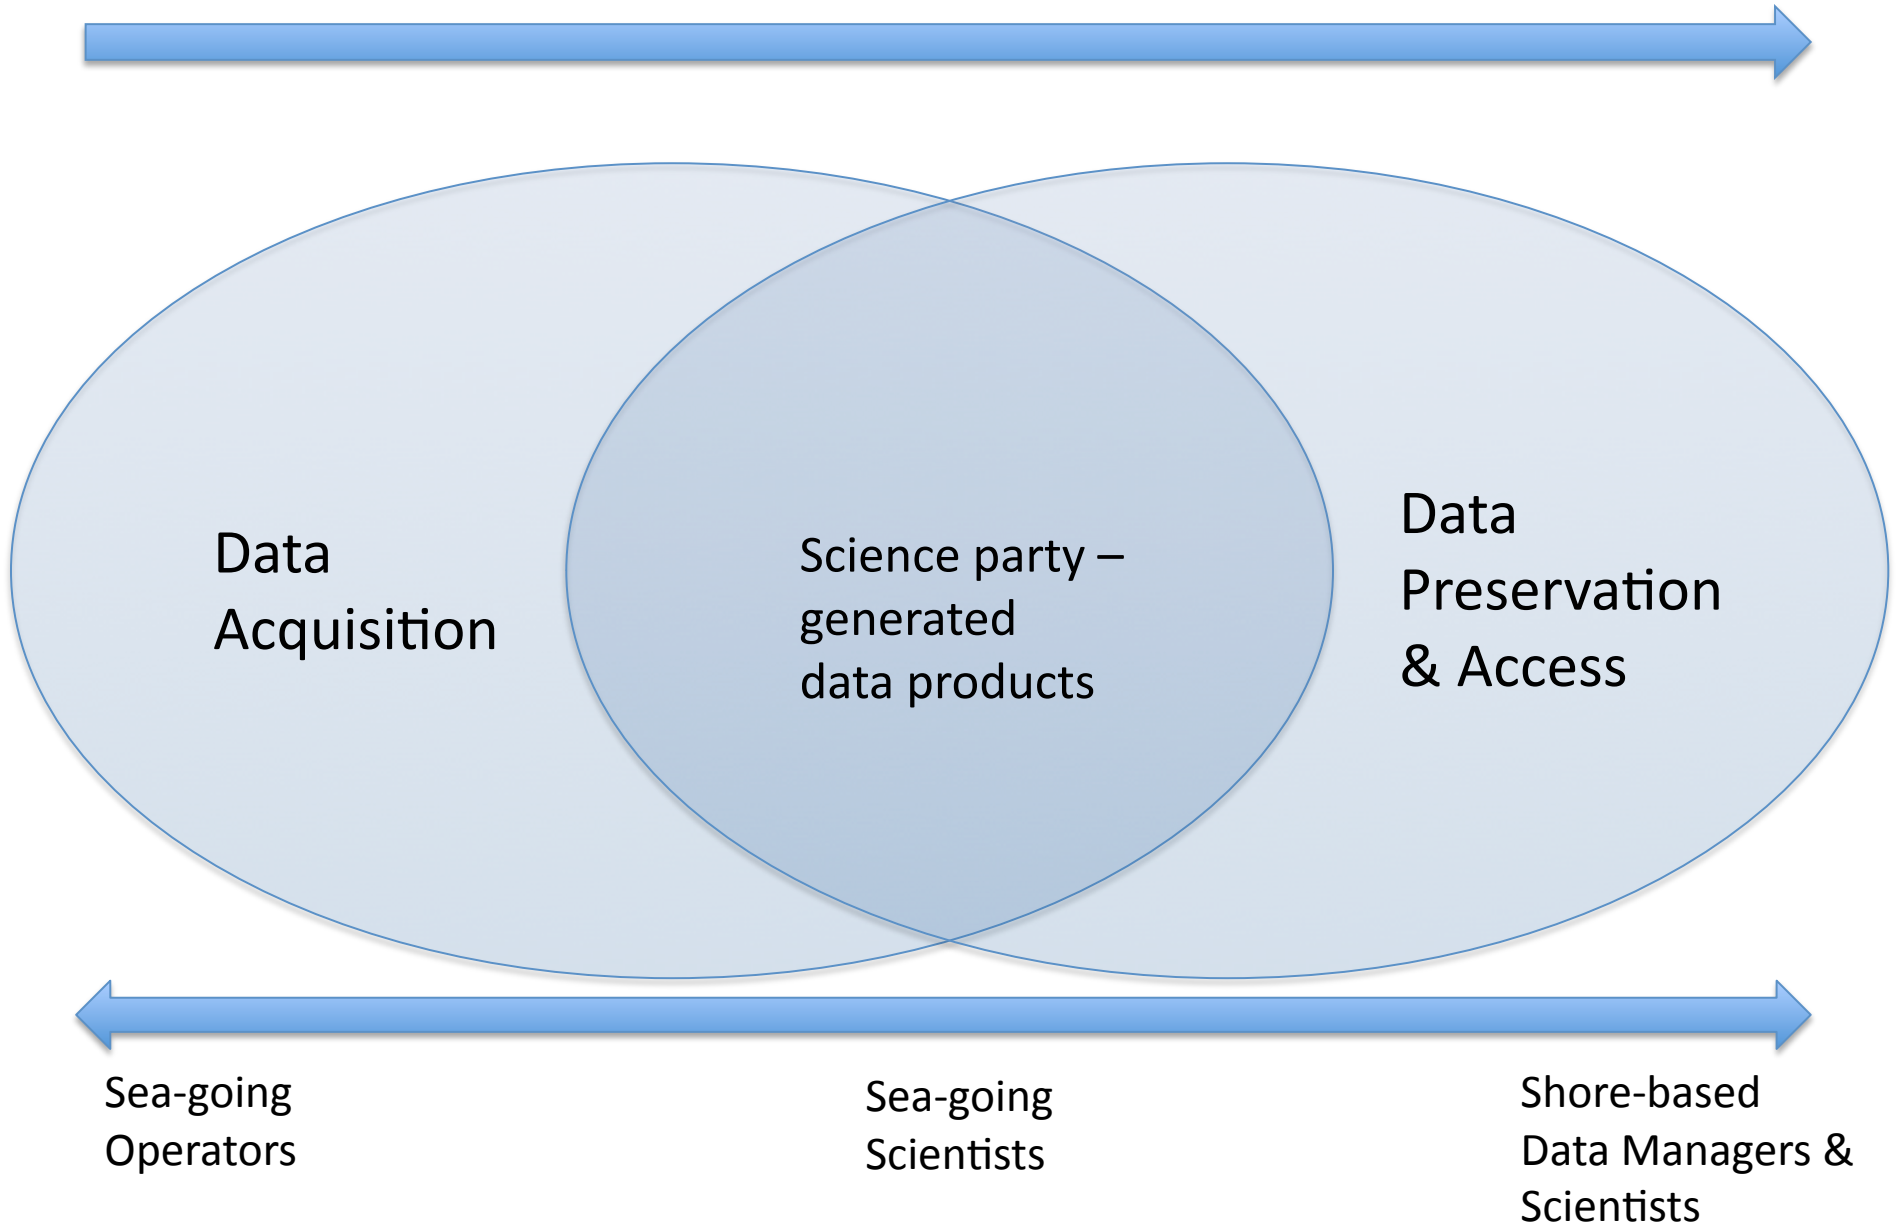 Data
Acquisition
Science party –
generated
data products
Data
Preservation
& Access
Sea-going
Operators
Sea-going
Scientists
Shore-based
Data Managers &
Scientists